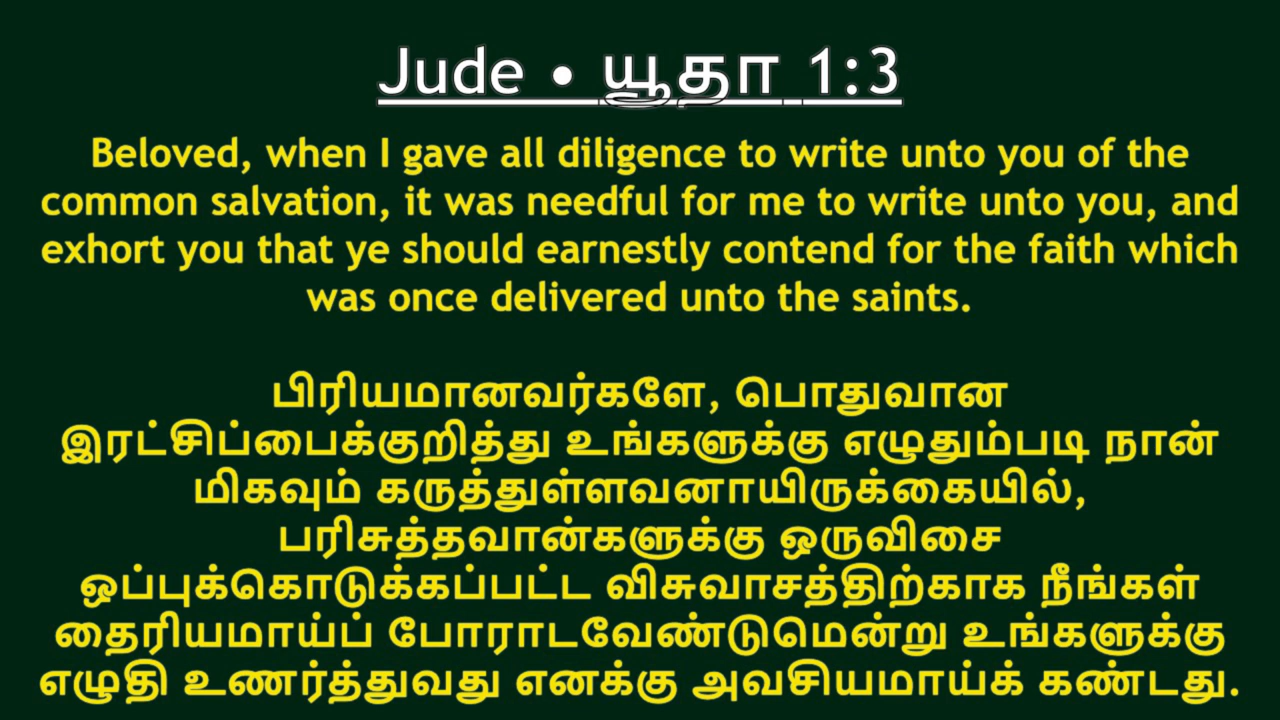 Jude • யூதா 1:3
Beloved, when I gave all diligence to write unto you of the
common salvation, it was needful for me to write unto you, and
exhort you that ye should earnestly contend for the faith which
was once delivered unto the saints.
பிரியமானவர்களே, பொதுவான
இரட்சிப்பைக்குறித்து உங்களுக்கு எழுதும்படி நான்
மிகவும் கருத்துள்ளவனாயிருக்கையில்,
பரிசுத்தவான்களுக்கு ஒருவிசை
ஒப்புக்கொடுக்கப்பட்ட விசுவாசத்திற்காக நீங்கள்
தைரியமாய்ப் போராடவேண்டுமென்று உங்களுக்கு
எழுதி உணர்த்துவது எனக்கு அவசியமாய்க் கண்டது.